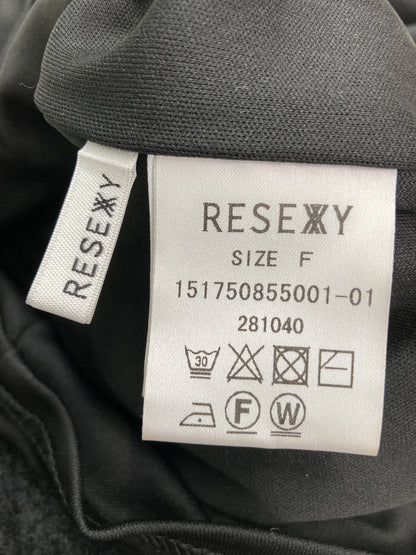 RESEXXY
RESEXXY
SIZE F
151750855001-01
281040
30
F W